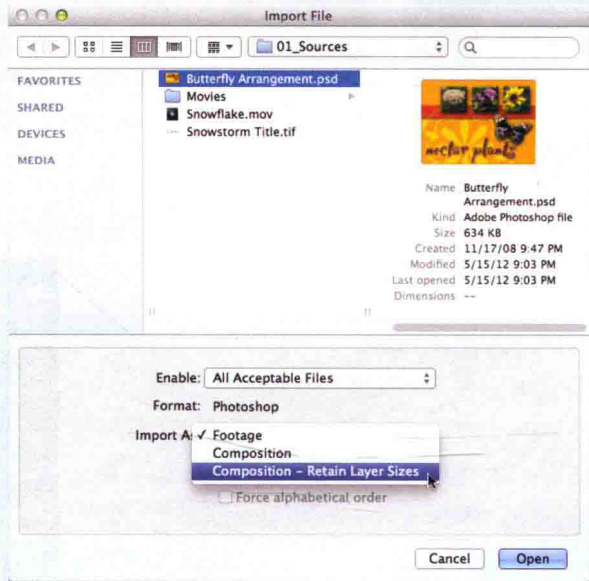 Import File
01_Sources
FAVORITES
SHARED
DEVICES
MEDIA
Butterfly Arrangement.psd
Movies
Snowflake.mov
Snowstorm Title.tif
nectar plants
Name Butterfly
Arrangement.psd
Kind Adobe Photoshop file
Size 634 KB
Created 11/17/08 9:47 PM
Modified 5/15/12 9:03 PM
Last opened 5/15/12 9:03 PM
Dimensions --
Enable: All Acceptable Files
Format: Photoshop
Import A: ✓ Footage
Composition
Composition – Retain Layer Sizes
Force alphabetical order
Cancel
Open